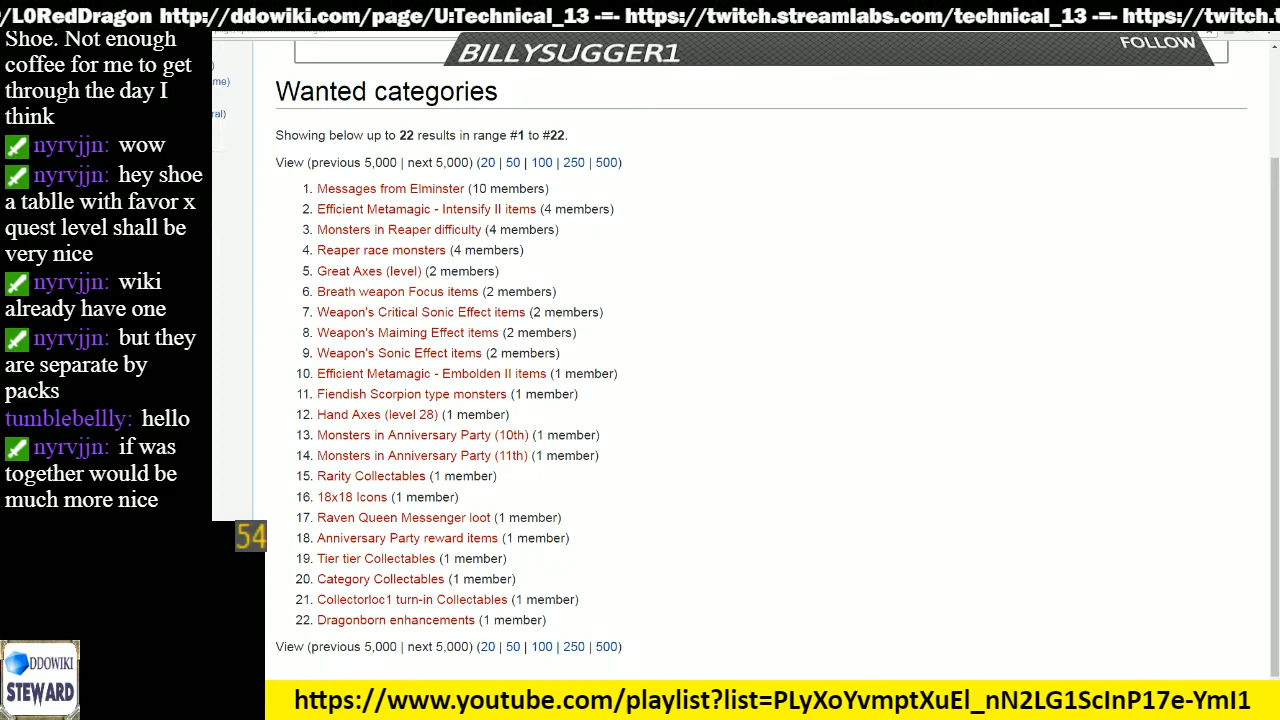 /L0RedDragon http://ddowiki.com/page/U:Technical_13 -=- https://twitch.streamlabs.com/technical_13 -=- https://twitch.t
Shoe. Not enough
coffee for me to get
through the day I
think
nyrvjjn: wow
nyrvjjn: hey shoe
a tablle with favor x
quest level shall be
very nice
nyrvjjn: wiki
already have one
nyrvjjn: but they
are separate by
packs
tumblebellly: hello
nyrvjjn: if was
together would be
much more nice
54
DDOWIKI
STEWARD
me)
ral)
BILLYSUGGER1
FOLLOW
Wanted categories
Showing below up to 22 results in range #1 to #22.
View (previous 5,000 | next 5,000) (20 | 50 | 100 | 250 | 500)
1. Messages from Elminster (10 members)
2. Efficient Metamagic - Intensify II items (4 members)
3. Monsters in Reaper difficulty (4 members)
4. Reaper race monsters (4 members)
5. Great Axes (level) (2 members)
6. Breath weapon Focus items (2 members)
7. Weapon's Critical Sonic Effect items (2 members)
8. Weapon's Maiming Effect items (2 members)
9. Weapon's Sonic Effect items (2 members)
10. Efficient Metamagic - Embolden II items (1 member)
11. Fiendish Scorpion type monsters (1 member)
12. Hand Axes (level 28) (1 member)
13. Monsters in Anniversary Party (10th) (1 member)
14. Monsters in Anniversary Party (11th) (1 member)
15. Rarity Collectables (1 member)
16. 18x18 Icons (1 member)
17. Raven Queen Messenger loot (1 member)
18. Anniversary Party reward items (1 member)
19. Tier tier Collectables (1 member)
20. Category Collectables (1 member)
21. Collectorloc1 turn-in Collectables (1 member)
22. Dragonborn enhancements (1 member)
View (previous 5,000 | next 5,000) (20 | 50 | 100 | 250 | 500)
https://www.youtube.com/playlist?list=PLyXoYvmptXuEl_nN2LG1ScInP17e-YmI1